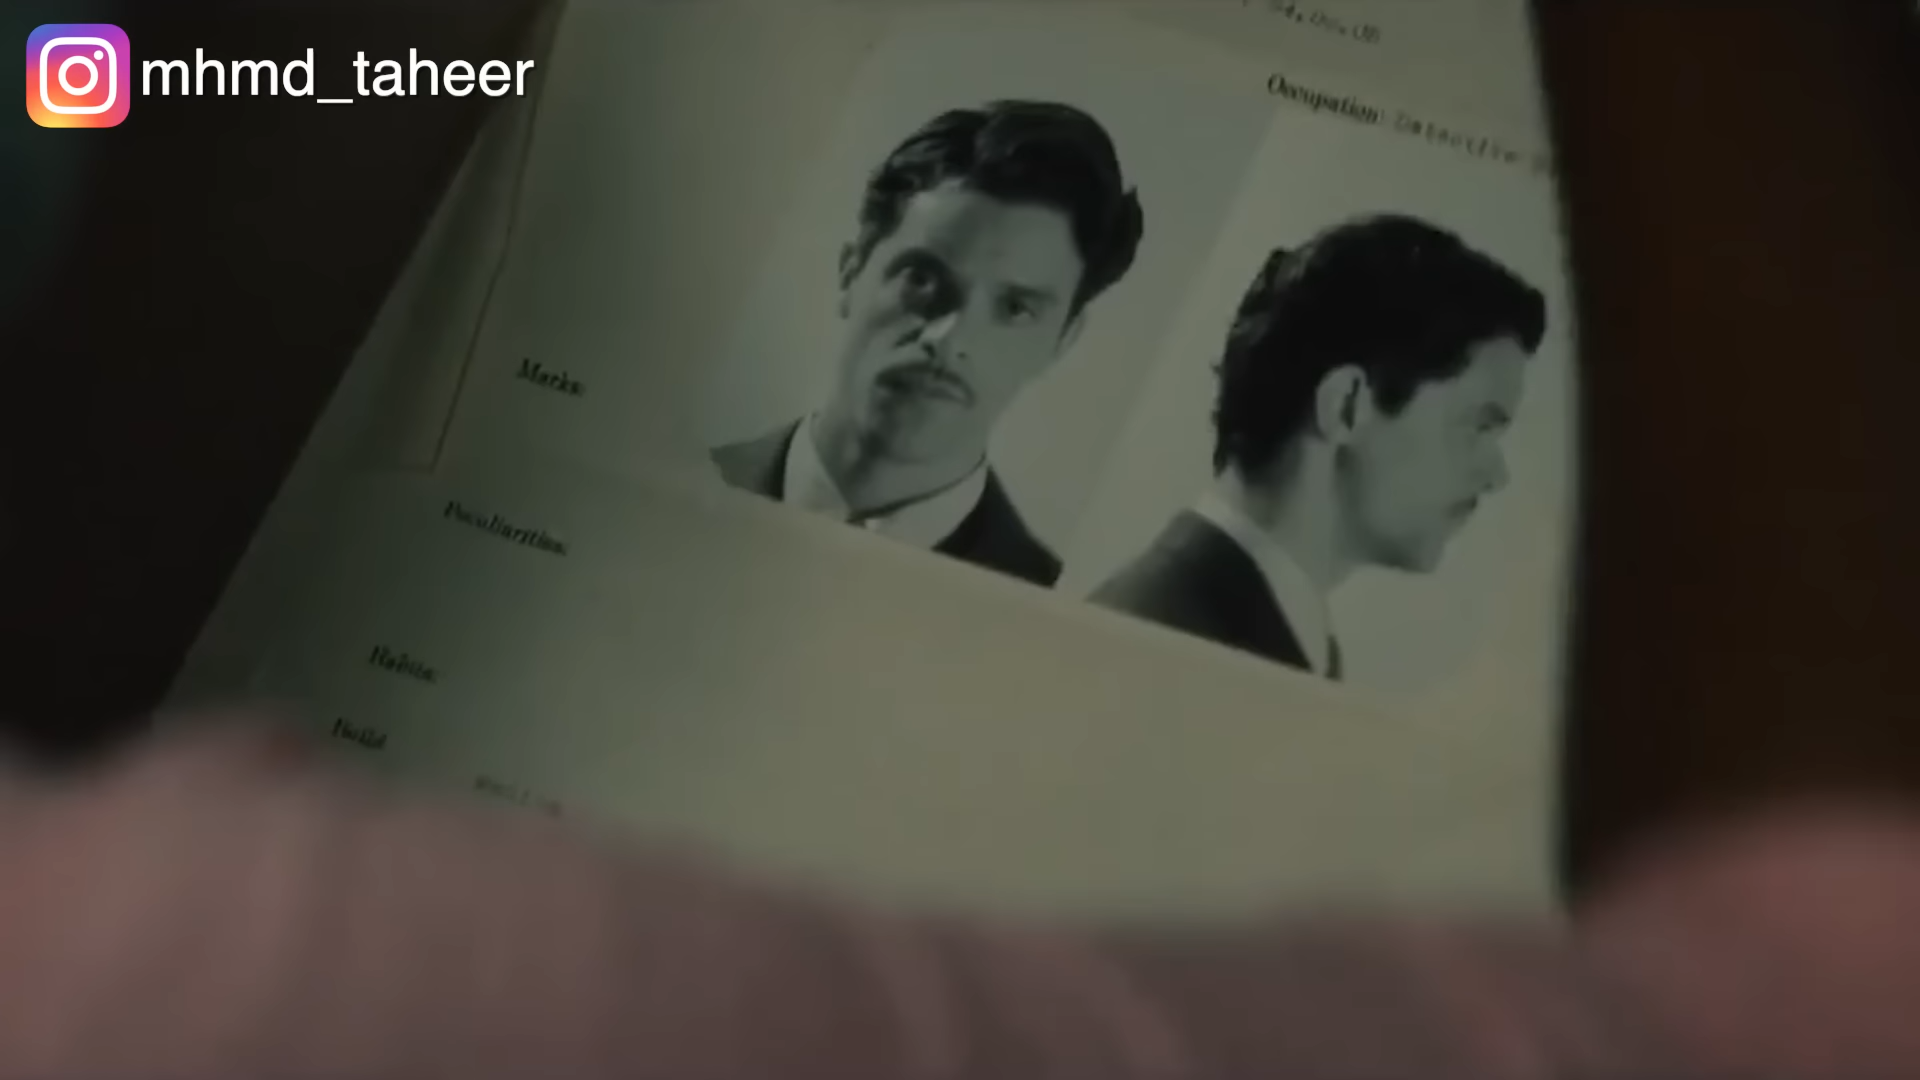 mhmd_taheer
Occupation: Detective
Marks:
Peculiarities:
Habits:
Build